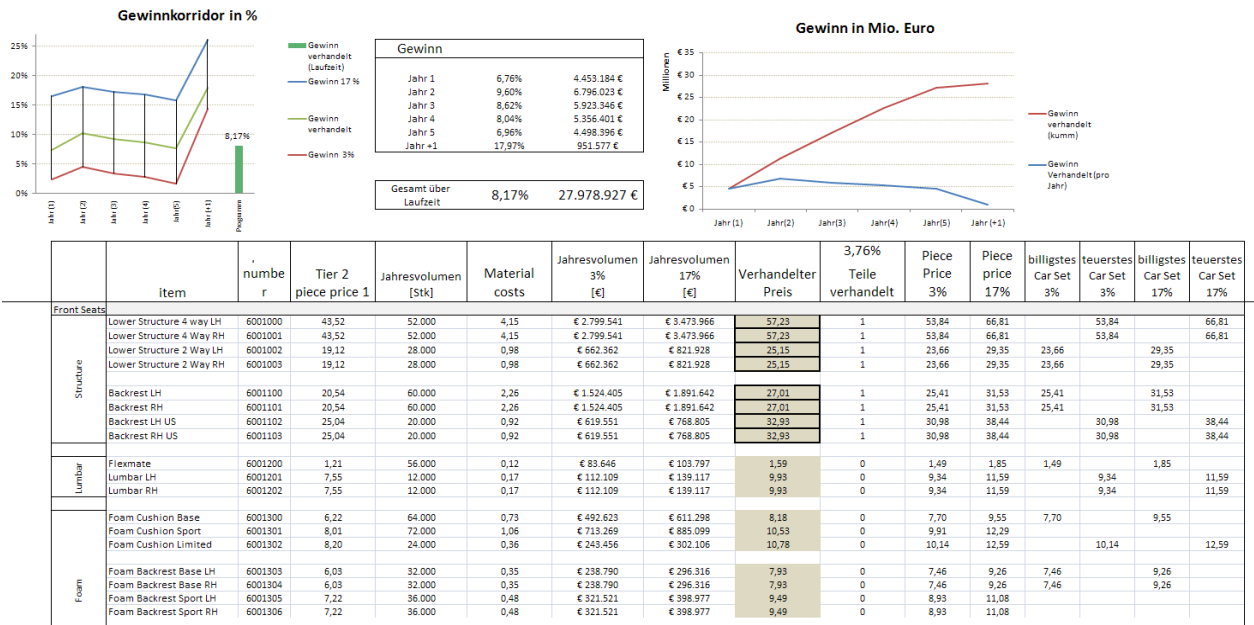 Gewinnkorridor in %
25%
20%
15%
10%
5%
0%
8,17%
Jahr (1)
Jahr (2)
Jahr (3)
Jahr (4)
Jahr(5)
Jahr (+1)
Programm
Gewinn
verhandelt
(Laufzeit)
Gewinn 17 %
Gewinn
verhandelt
Gewinn 3%
Gewinn
Jahr 1 6,76% 4.453.184 €
Jahr 2 9,60% 6.796.023 €
Jahr 3 8,62% 5.923.346 €
Jahr 4 8,04% 5.356.401 €
Jahr 5 6,96% 4.498.396 €
Jahr +1 17,97% 951.577 €
Gesamt über
Laufzeit 8,17% 27.978.927 €
Gewinn in Mio. Euro
Millionen
€ 35
€ 30
€ 25
€ 20
€ 15
€ 10
€ 5
€ 0
Jahr (1) Jahr(2) Jahr(3) Jahr(4) Jahr(5) Jahr (+1)
Gewinn
verhandelt
(kumm)
Gewinn
Verhandelt (pro
Jahr)
item
numbe
r
Tier 2
piece price 1
Jahresvolumen
[Stk]
Material
costs
Jahresvolumen
3%
[€]
Jahresvolumen
17%
[€]
Verhandelter
Preis
3,76%
Teile
verhandelt
Piece
Price
3%
Piece
price
17%
billigstes
Car Set
3%
teuerstes
Car Set
3%
billigstes
Car Set
17%
teuerstes
Car Set
17%
Front Seats
Structure
Lower Structure 4 way LH 6001000 43,52 52.000 4,15 € 2.799.541 € 3.473.966 57,23 1 53,84 66,81 53,84 66,81
Lower Structure 4 Way RH 6001001 43,52 52.000 4,15 € 2.799.541 € 3.473.966 57,23 1 53,84 66,81 53,84 66,81
Lower Structure 2 Way LH 6001002 19,12 28.000 0,98 € 662.362 € 821.928 25,15 1 23,66 29,35 23,66 29,35
Lower Structure 2 Way RH 6001003 19,12 28.000 0,98 € 662.362 € 821.928 25,15 1 23,66 29,35 23,66 29,35
Backrest LH 6001100 20,54 60.000 2,26 € 1.524.405 € 1.891.642 27,01 1 25,41 31,53 25,41 31,53
Backrest RH 6001101 20,54 60.000 2,26 € 1.524.405 € 1.891.642 27,01 1 25,41 31,53 25,41 31,53
Backrest LH US 6001102 25,04 20.000 0,92 € 619.551 € 768.805 32,93 1 30,98 38,44 30,98 38,44
Backrest RH US 6001103 25,04 20.000 0,92 € 619.551 € 768.805 32,93 1 30,98 38,44 30,98 38,44
Lumbar
Flexmate 6001200 1,21 56.000 0,12 € 83.646 € 103.797 1,59 0 1,49 1,85 1,49 1,85
Lumbar LH 6001201 7,55 12.000 0,17 € 112.109 € 139.117 9,93 0 9,34 11,59 9,34 11,59
Lumbar RH 6001202 7,55 12.000 0,17 € 112.109 € 139.117 9,93 0 9,34 11,59 9,34 11,59
Foam
Foam Cushion Base 6001300 6,22 64.000 0,73 € 492.623 € 611.298 8,18 0 7,70 9,55 7,70 9,55
Foam Cushion Sport 6001301 8,01 72.000 1,06 € 713.269 € 885.099 10,53 0 9,91 12,29
Foam Cushion Limited 6001302 8,20 24.000 0,36 € 243.456 € 302.106 10,78 0 10,14 12,59 10,14 12,59
Foam Backrest Base LH 6001303 6,03 32.000 0,35 € 238.790 € 296.316 7,93 0 7,46 9,26 7,46 9,26
Foam Backrest Base RH 6001304 6,03 32.000 0,35 € 238.790 € 296.316 7,93 0 7,46 9,26 7,46 9,26
Foam Backrest Sport LH 6001305 7,22 36.000 0,48 € 321.521 € 398.977 9,49 0 8,93 11,08
Foam Backrest Sport RH 6001306 7,22 36.000 0,48 € 321.521 € 398.977 9,49 0 8,93 11,08